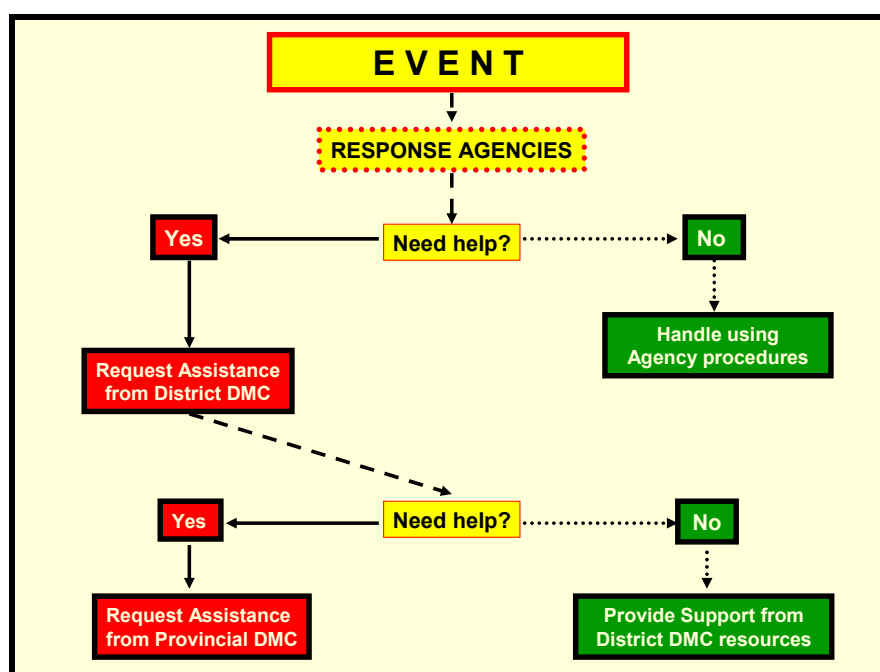 E V E N T
RESPONSE AGENCIES
Yes
Need help?
No
Handle using
Agency procedures
Request Assistance
from District DMC
Yes
Need help?
No
Request Assistance
from Provincial DMC
Provide Support from
District DMC resources